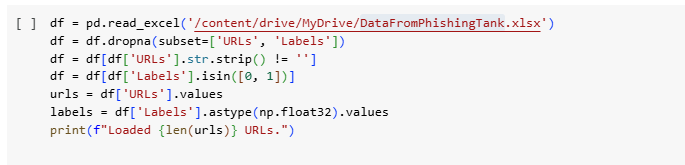 [ ] df = pd.read_excel('/content/drive/MyDrive/DataFromPhishingTank.xlsx')
df = df.dropna(subset=['URLs', 'Labels'])
df = df[df['URLs'].str.strip() != '']
df = df[df['Labels'].isin([0, 1])]
urls = df['URLs'].values
labels = df['Labels'].astype(np.float32).values
print(f"Loaded {len(urls)} URLs.")